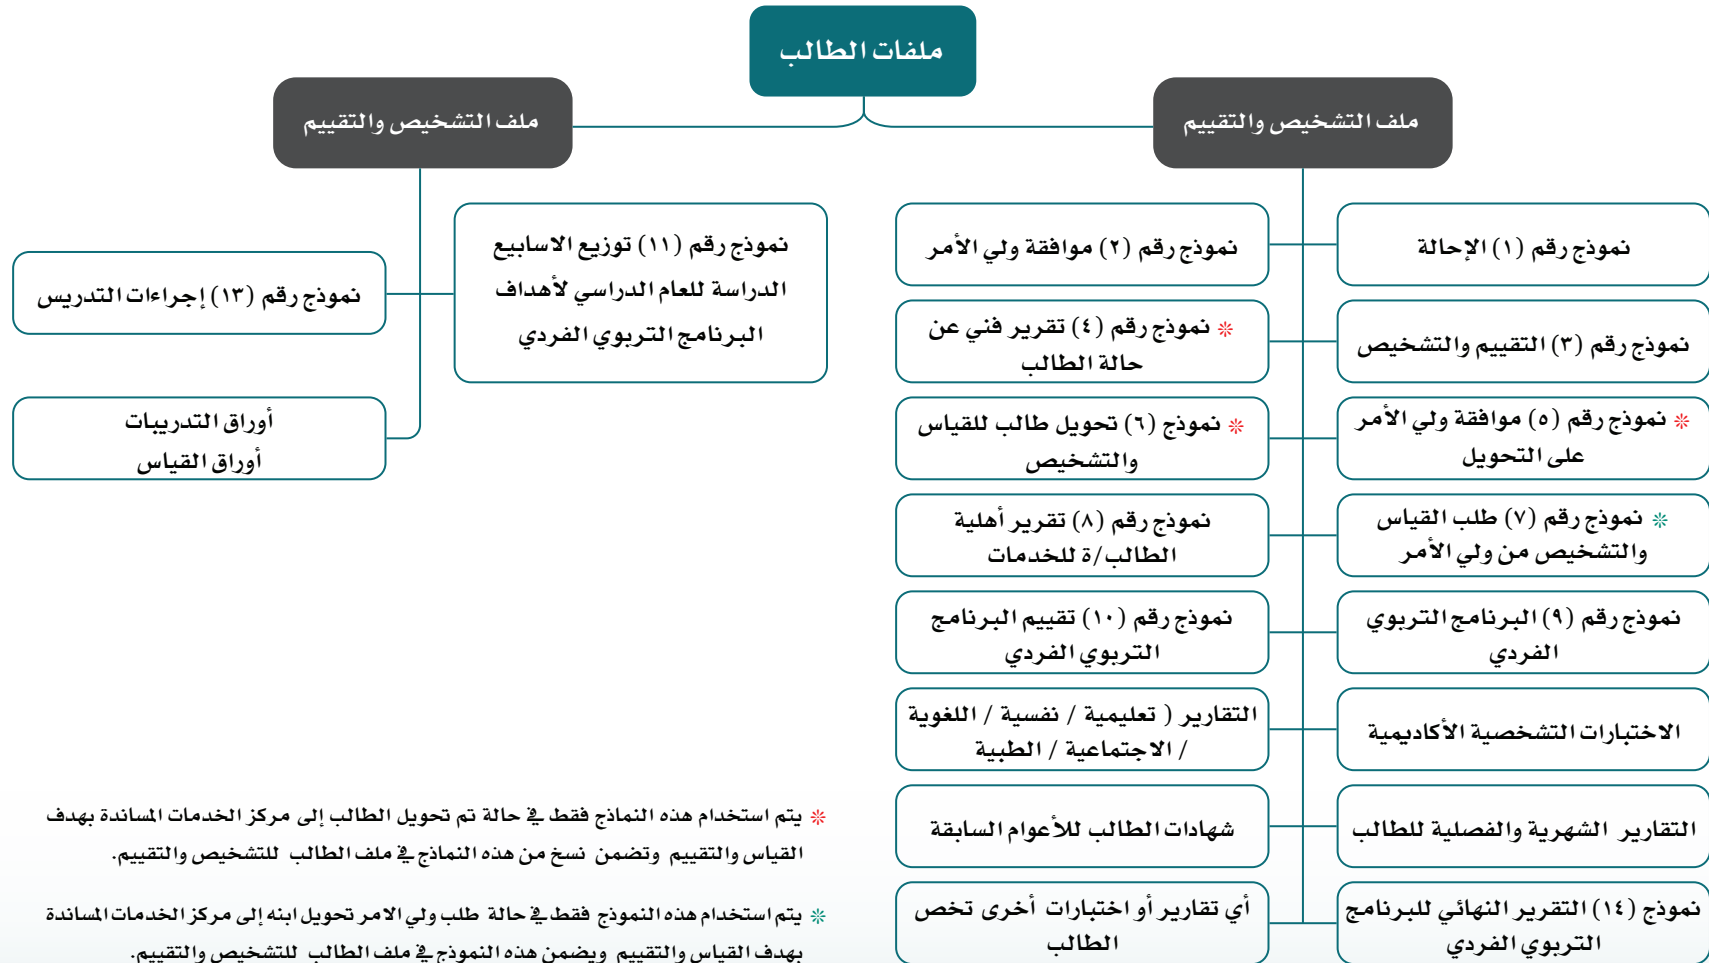 ملفات الطالب
ملف التشخيص والتقييم
نموذج رقم (١) الإحالة
نموذج رقم (٢) موافقة ولي الأمر
نموذج رقم (٣) التقييم والتشخيص
❊ نموذج رقم (٤) تقرير فني عن
حالة الطالب
❊ نموذج رقم (٥) موافقة ولي الأمر
على التحويل
❊ نموذج (٦) تحويل طالب للقياس
والتشخيص
❊ نموذج رقم (٧) طلب القياس
والتشخيص من ولي الأمر
نموذج رقم (٨) تقرير أهلية
الطالب/ة للخدمات
نموذج رقم (٩) البرنامج التربوي
الفردي
نموذج رقم (١٠) تقييم البرنامج
التربوي الفردي
الاختبارات التشخصية الأكاديمية
التقارير ( تعليمية / نفسية / اللغوية
/ الاجتماعية / الطبية
التقارير الشهرية والفصلية للطالب
شهادات الطالب للأعوام السابقة
نموذج (١٤) التقرير النهائي للبرنامج
التربوي الفردي
أي تقارير أو اختبارات أخرى تخص
الطالب
ملف التشخيص والتقييم
نموذج رقم (١١) توزيع الاسابيع
الدراسة للعام الدراسي لأهداف
البرنامج التربوي الفردي
نموذج رقم (١٣) إجراءات التدريس
أوراق التدريبات
أوراق القياس
❊ يتم استخدام هذه النماذج فقط في حالة تم تحويل الطالب إلى مركز الخدمات المساندة بهدف
القياس والتقييم وتضمن نسخ من هذه النماذج في ملف الطالب للتشخيص والتقييم.
❊ يتم استخدام هذه النموذج فقط في حالة طلب ولي الامر تحويل ابنه إلى مركز الخدمات المساندة
بهدف القياس والتقييم ويضمن هذه النموذج في ملف الطالب للتشخيص والتقييم.